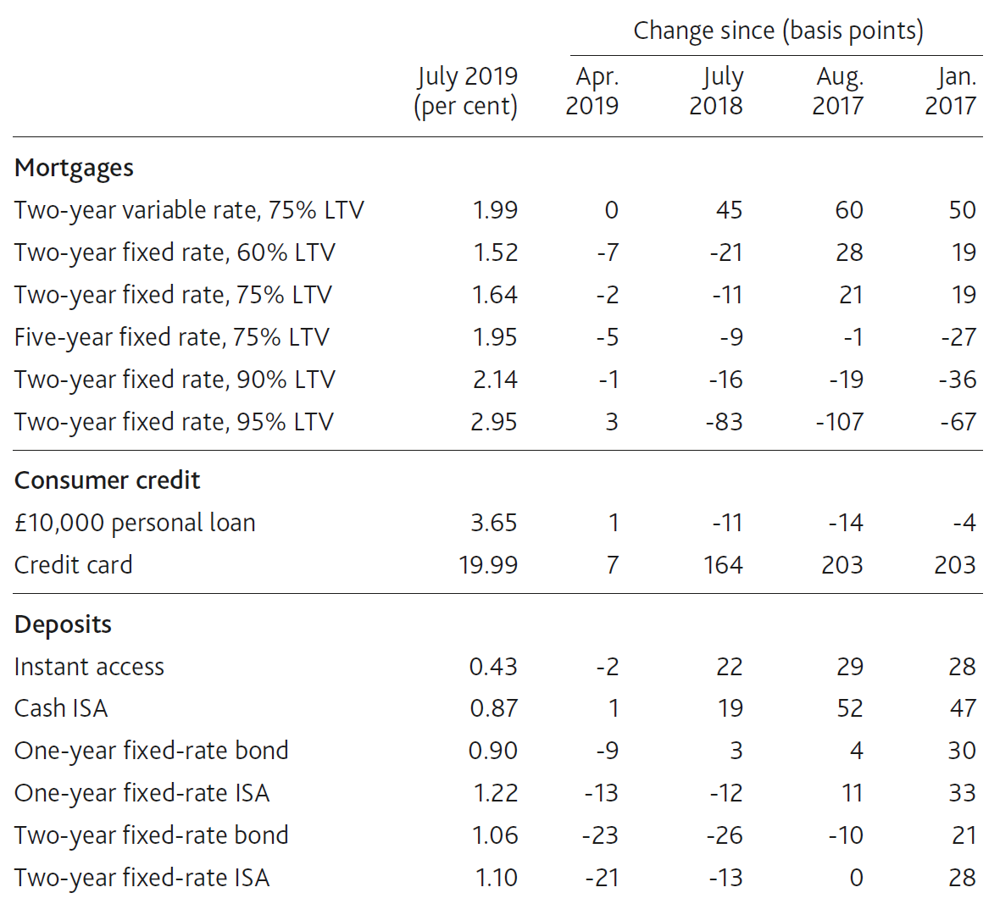 Change since (basis points)
July 2019 Apr. July Aug. Jan.
(per cent) 2019 2018 2017 2017
Mortgages
Two-year variable rate, 75% LTV 1.99 0 45 60 50
Two-year fixed rate, 60% LTV 1.52 -7 -21 28 19
Two-year fixed rate, 75% LTV 1.64 -2 -11 21 19
Five-year fixed rate, 75% LTV 1.95 -5 -9 -1 -27
Two-year fixed rate, 90% LTV 2.14 -1 -16 -19 -36
Two-year fixed rate, 95% LTV 2.95 3 -83 -107 -67
Consumer credit
£10,000 personal loan 3.65 1 -11 -14 -4
Credit card 19.99 7 164 203 203
Deposits
Instant access 0.43 -2 22 29 28
Cash ISA 0.87 1 19 52 47
One-year fixed-rate bond 0.90 -9 3 4 30
One-year fixed-rate ISA 1.22 -13 -12 11 33
Two-year fixed-rate bond 1.06 -23 -26 -10 21
Two-year fixed-rate ISA 1.10 -21 -13 0 28